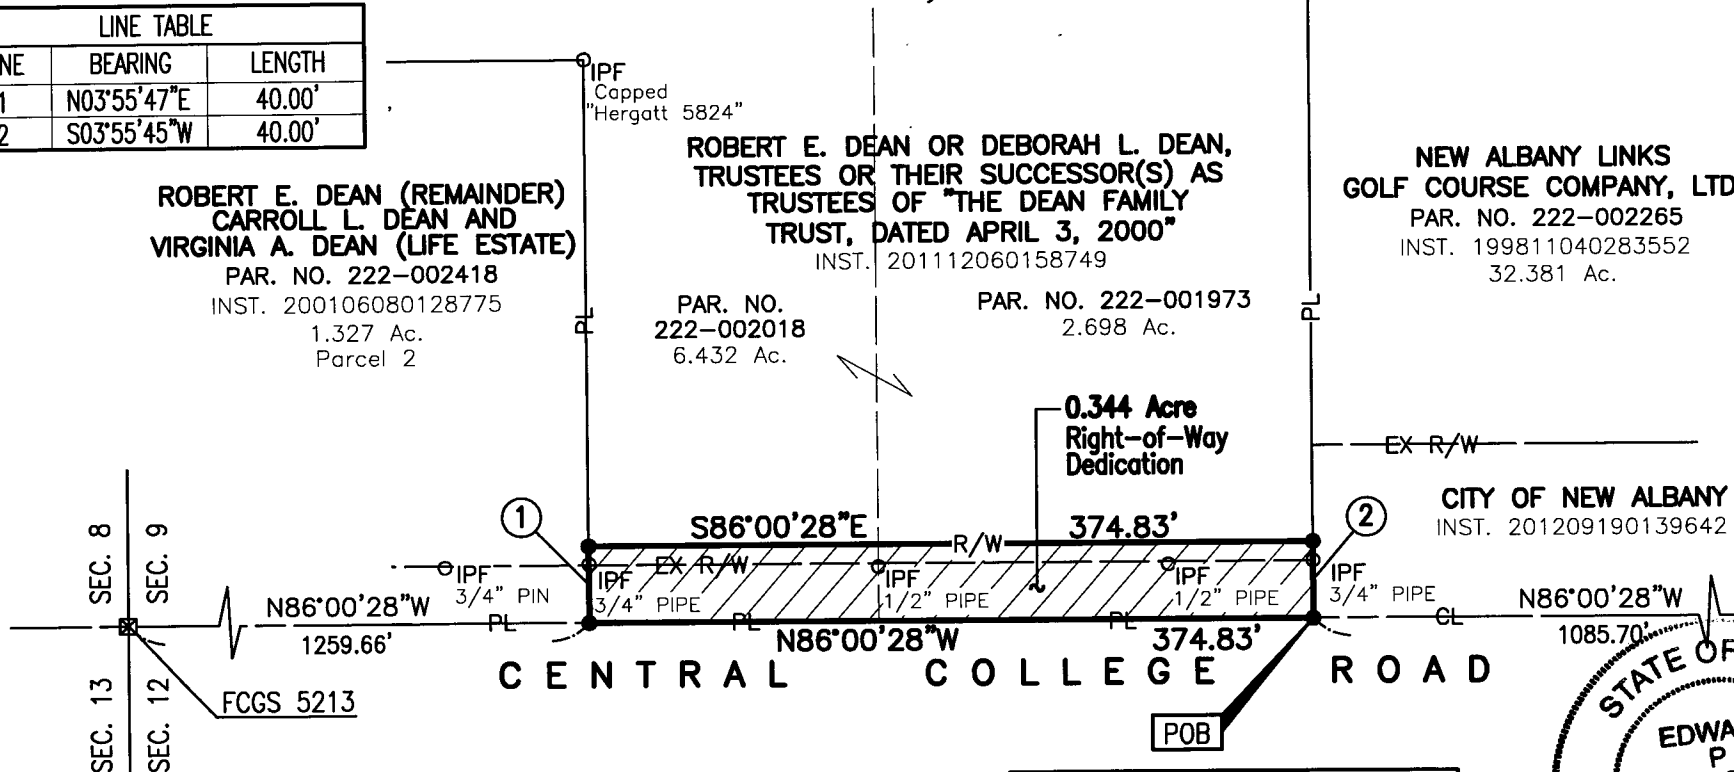 LINE TABLE
BEARING LENGTH
1 N03°55'47"E 40.00'
2 S03°55'45"W 40.00'
IPF
Capped
"Hergatt 5824"
ROBERT E. DEAN (REMAINDER)
CARROLL L. DEAN AND
VIRGINIA A. DEAN (LIFE ESTATE)
PAR. NO. 222-002418
INST. 200106080128775
1.327 Ac.
Parcel 2
ROBERT E. DEAN OR DEBORAH L. DEAN,
TRUSTEES OR THEIR SUCCESSOR(S) AS
TRUSTEES OF "THE DEAN FAMILY
TRUST, DATED APRIL 3, 2000"
INST. 201112060158749
PAR. NO.
222-002018
6.432 Ac.
PAR. NO. 222-001973
2.698 Ac.
NEW ALBANY LINKS
GOLF COURSE COMPANY, LTD
PAR. NO. 222-002265
INST. 199811040283552
32.381 Ac.
PL
PL
0.344 Acre
Right-of-Way
Dedication
EX R/W
CITY OF NEW ALBANY
INST. 201209190139642
1
S86°00'28"E 374.83'
R/W
2
SEC. 8
SEC. 9
IPF
3/4" PIN
IPF
3/4" PIPE
EX R/W
IPF
1/2" PIPE
IPF
1/2" PIPE
IPF
3/4" PIPE
N86°00'28"W
1259.66'
PL
PL
N86°00'28"W
PL
374.83'
CL
N86°00'28"W
1085.70'
CENTRAL COLLEGE ROAD
SEC. 13
SEC. 12
FCGS 5213
POB
STATE OF
P.